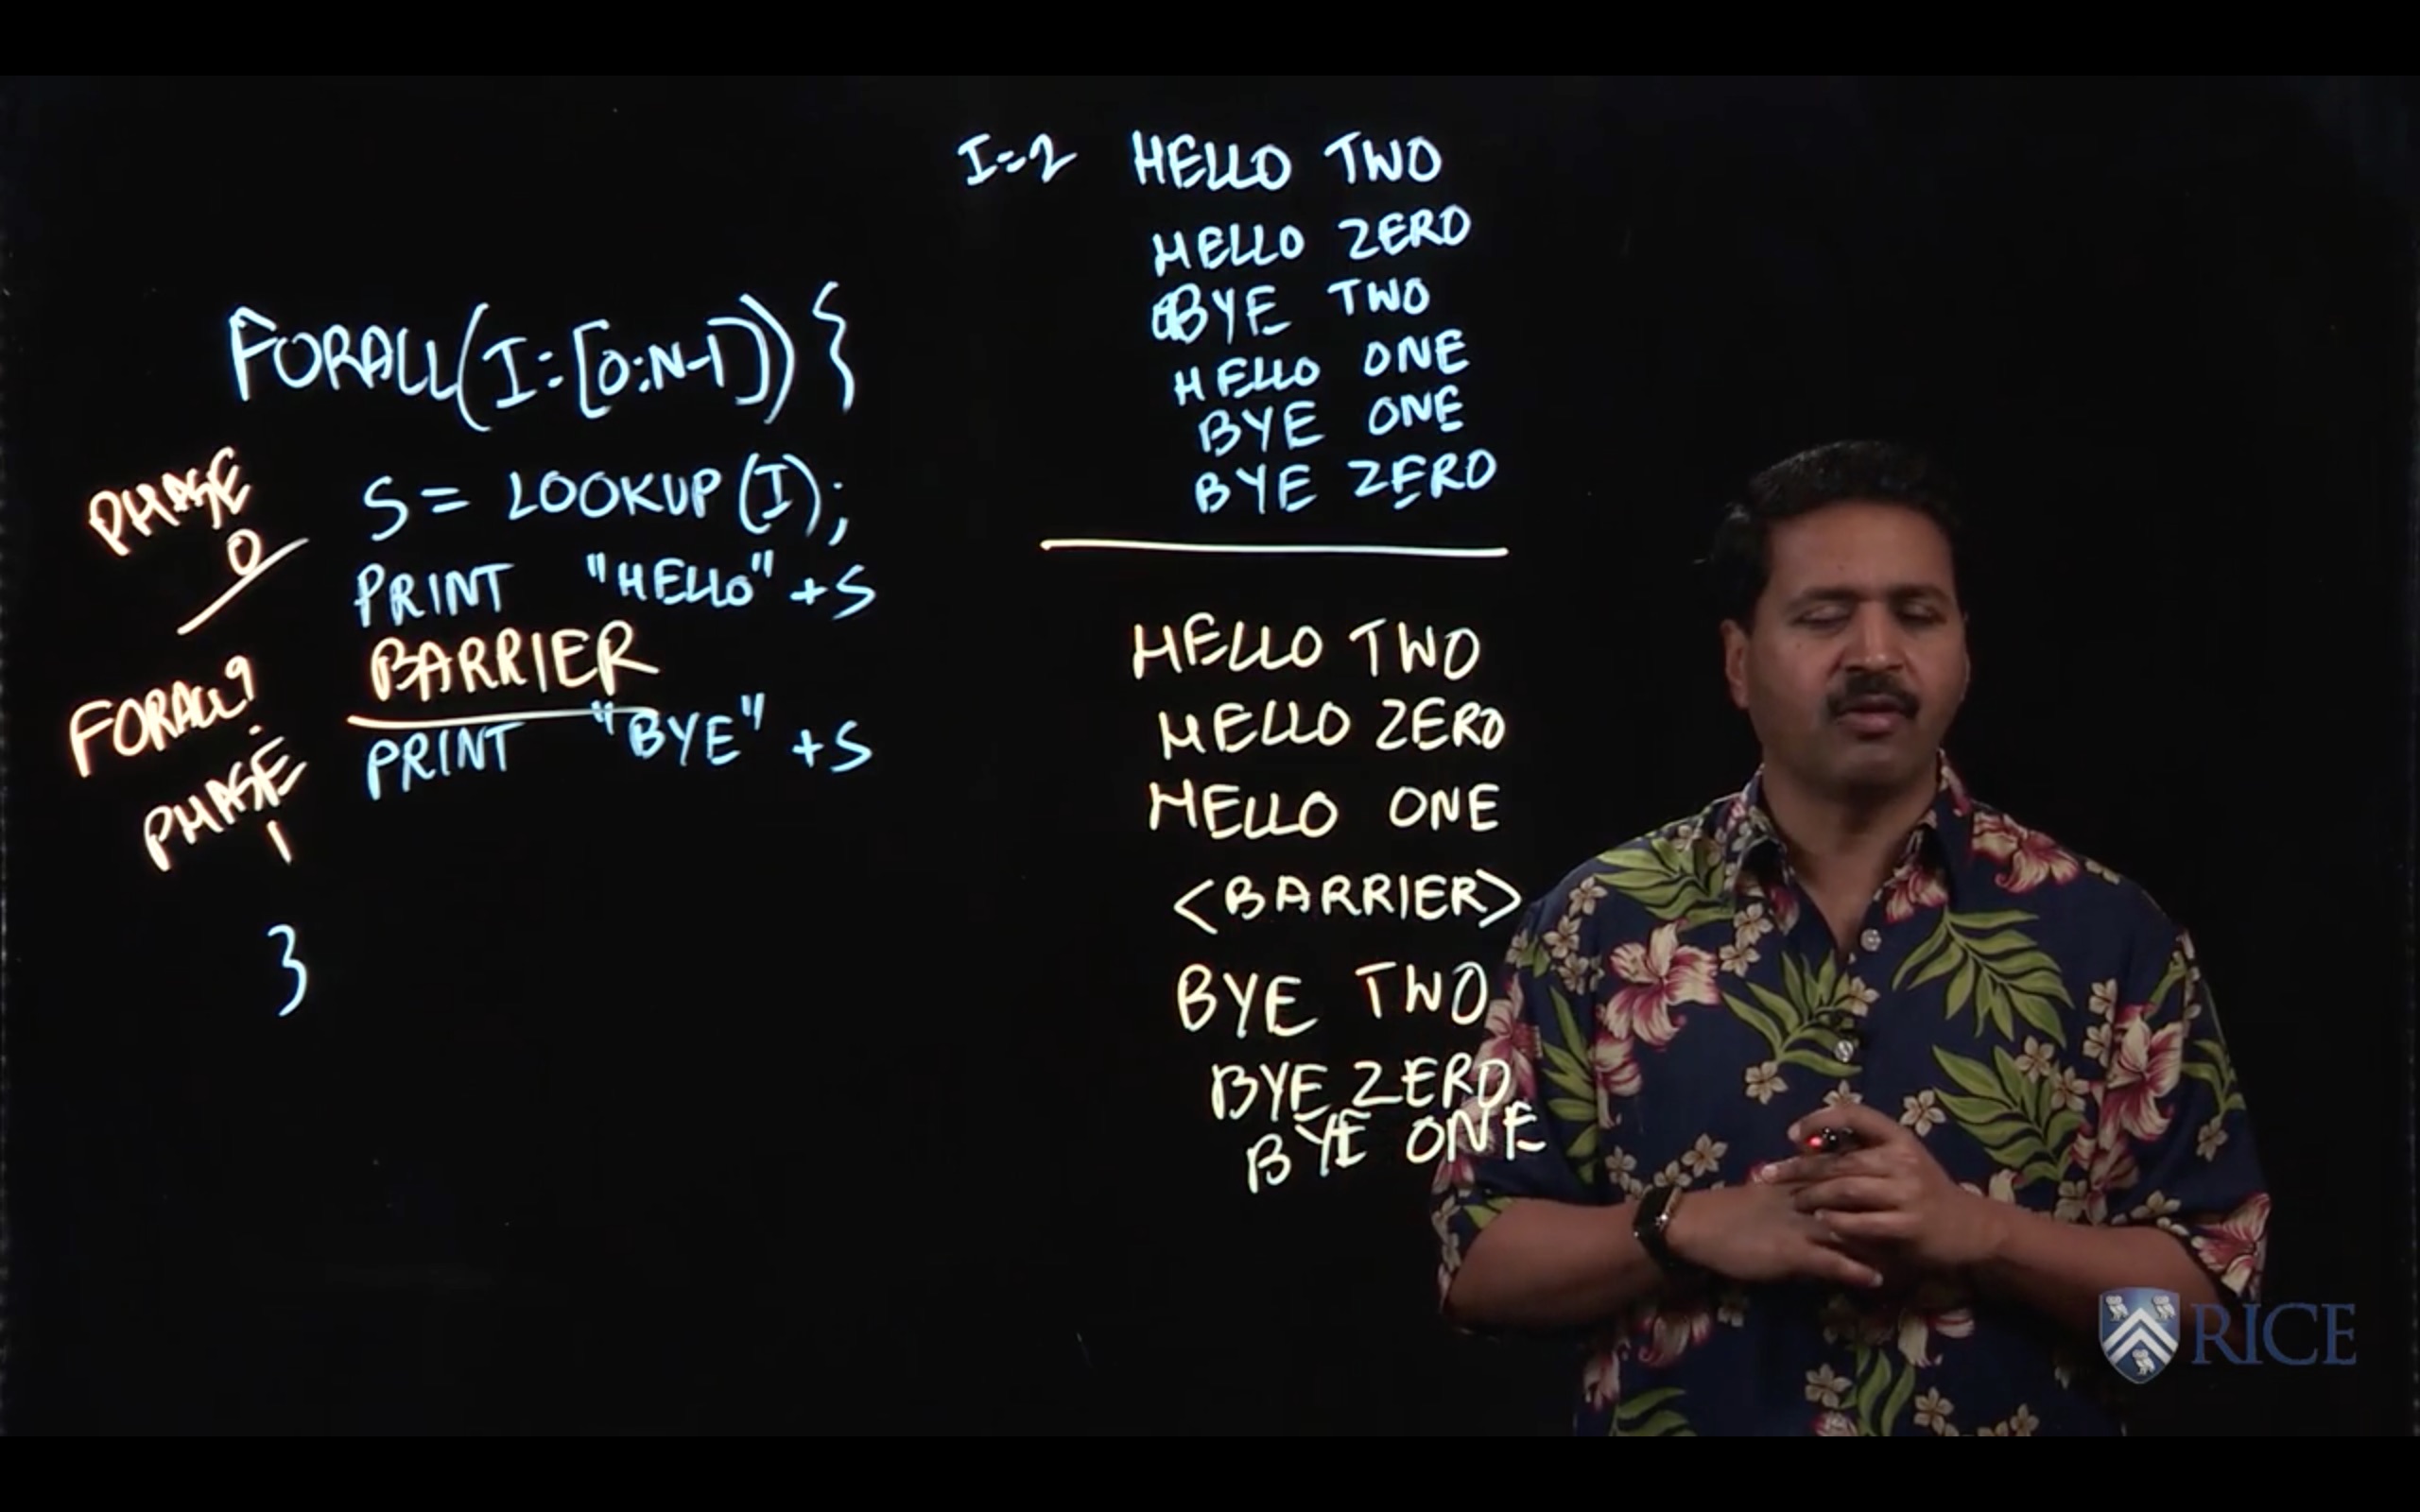 FORALL(I:[0:N-1]) {
PHASE
0
S = LOOKUP(I);
PRINT "HELLO" + S
BARRIER
FORALL?
PRINT "BYE" + S
PHASE
1
}
I=2 HELLO TWO
HELLO ZERO
BYE TWO
HELLO ONE
BYE ONE
BYE ZERO
HELLO TWO
HELLO ZERO
HELLO ONE
<BARRIER>
BYE TWO
BYE ZERO
BYE ONE
RICE